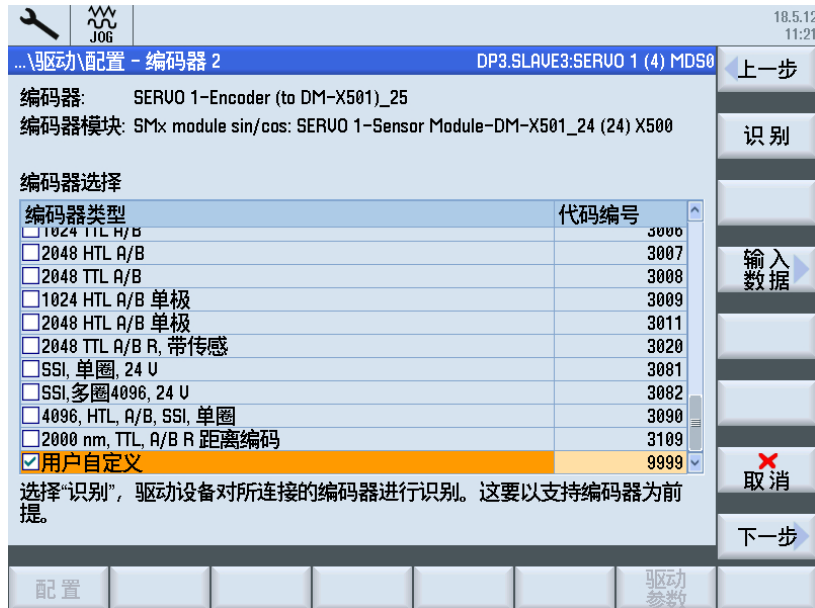 JOG
18.5.12
11:21
...\驱动\配置 - 编码器 2
DP3.SLAVE3:SERVO 1 (4) MDS0
上一步
编码器: SERVO 1-Encoder (to DM-X501)_25
编码器模块: SMx module sin/cos: SERVO 1-Sensor Module-DM-X501_24 (24) X500
识别
编码器选择
编码器类型 代码编号
1024 TTL A/B 3006
2048 HTL A/B 3007
2048 TTL A/B 3008
输入
数据
1024 HTL A/B 单极 3009
2048 HTL A/B 单极 3011
2048 TTL A/B R, 带传感 3020
SSI, 单圈, 24 V 3081
SSI,多圈4096, 24 V 3082
4096, HTL, A/B, SSI, 单圈 3090
2000 nm, TTL, A/B R 距离编码 3109
用户自定义 9999
取消
选择“识别”, 驱动设备对所连接的编码器进行识别。这要以支持编码器为前
提。
下一步
配置
驱动
参数